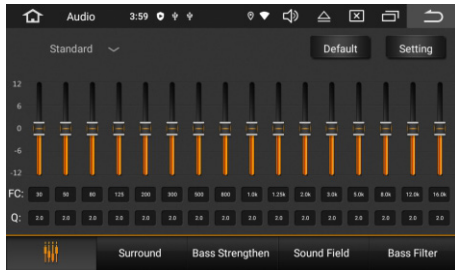 Audio 3:59
Standard Default Setting
12
6
0
-6
-12
FC: 30 50 80 125 200 300 500 800 1.0k 1.25k 2.0k 3.0k 5.0k 8.0k 12.0k 16.0k
Q: 2.0 2.0 2.0 2.0 2.0 2.0 2.0 2.0 2.0 2.0 2.0 2.0 2.0 2.0 2.0 2.0
Surround Bass Strengthen Sound Field Bass Filter